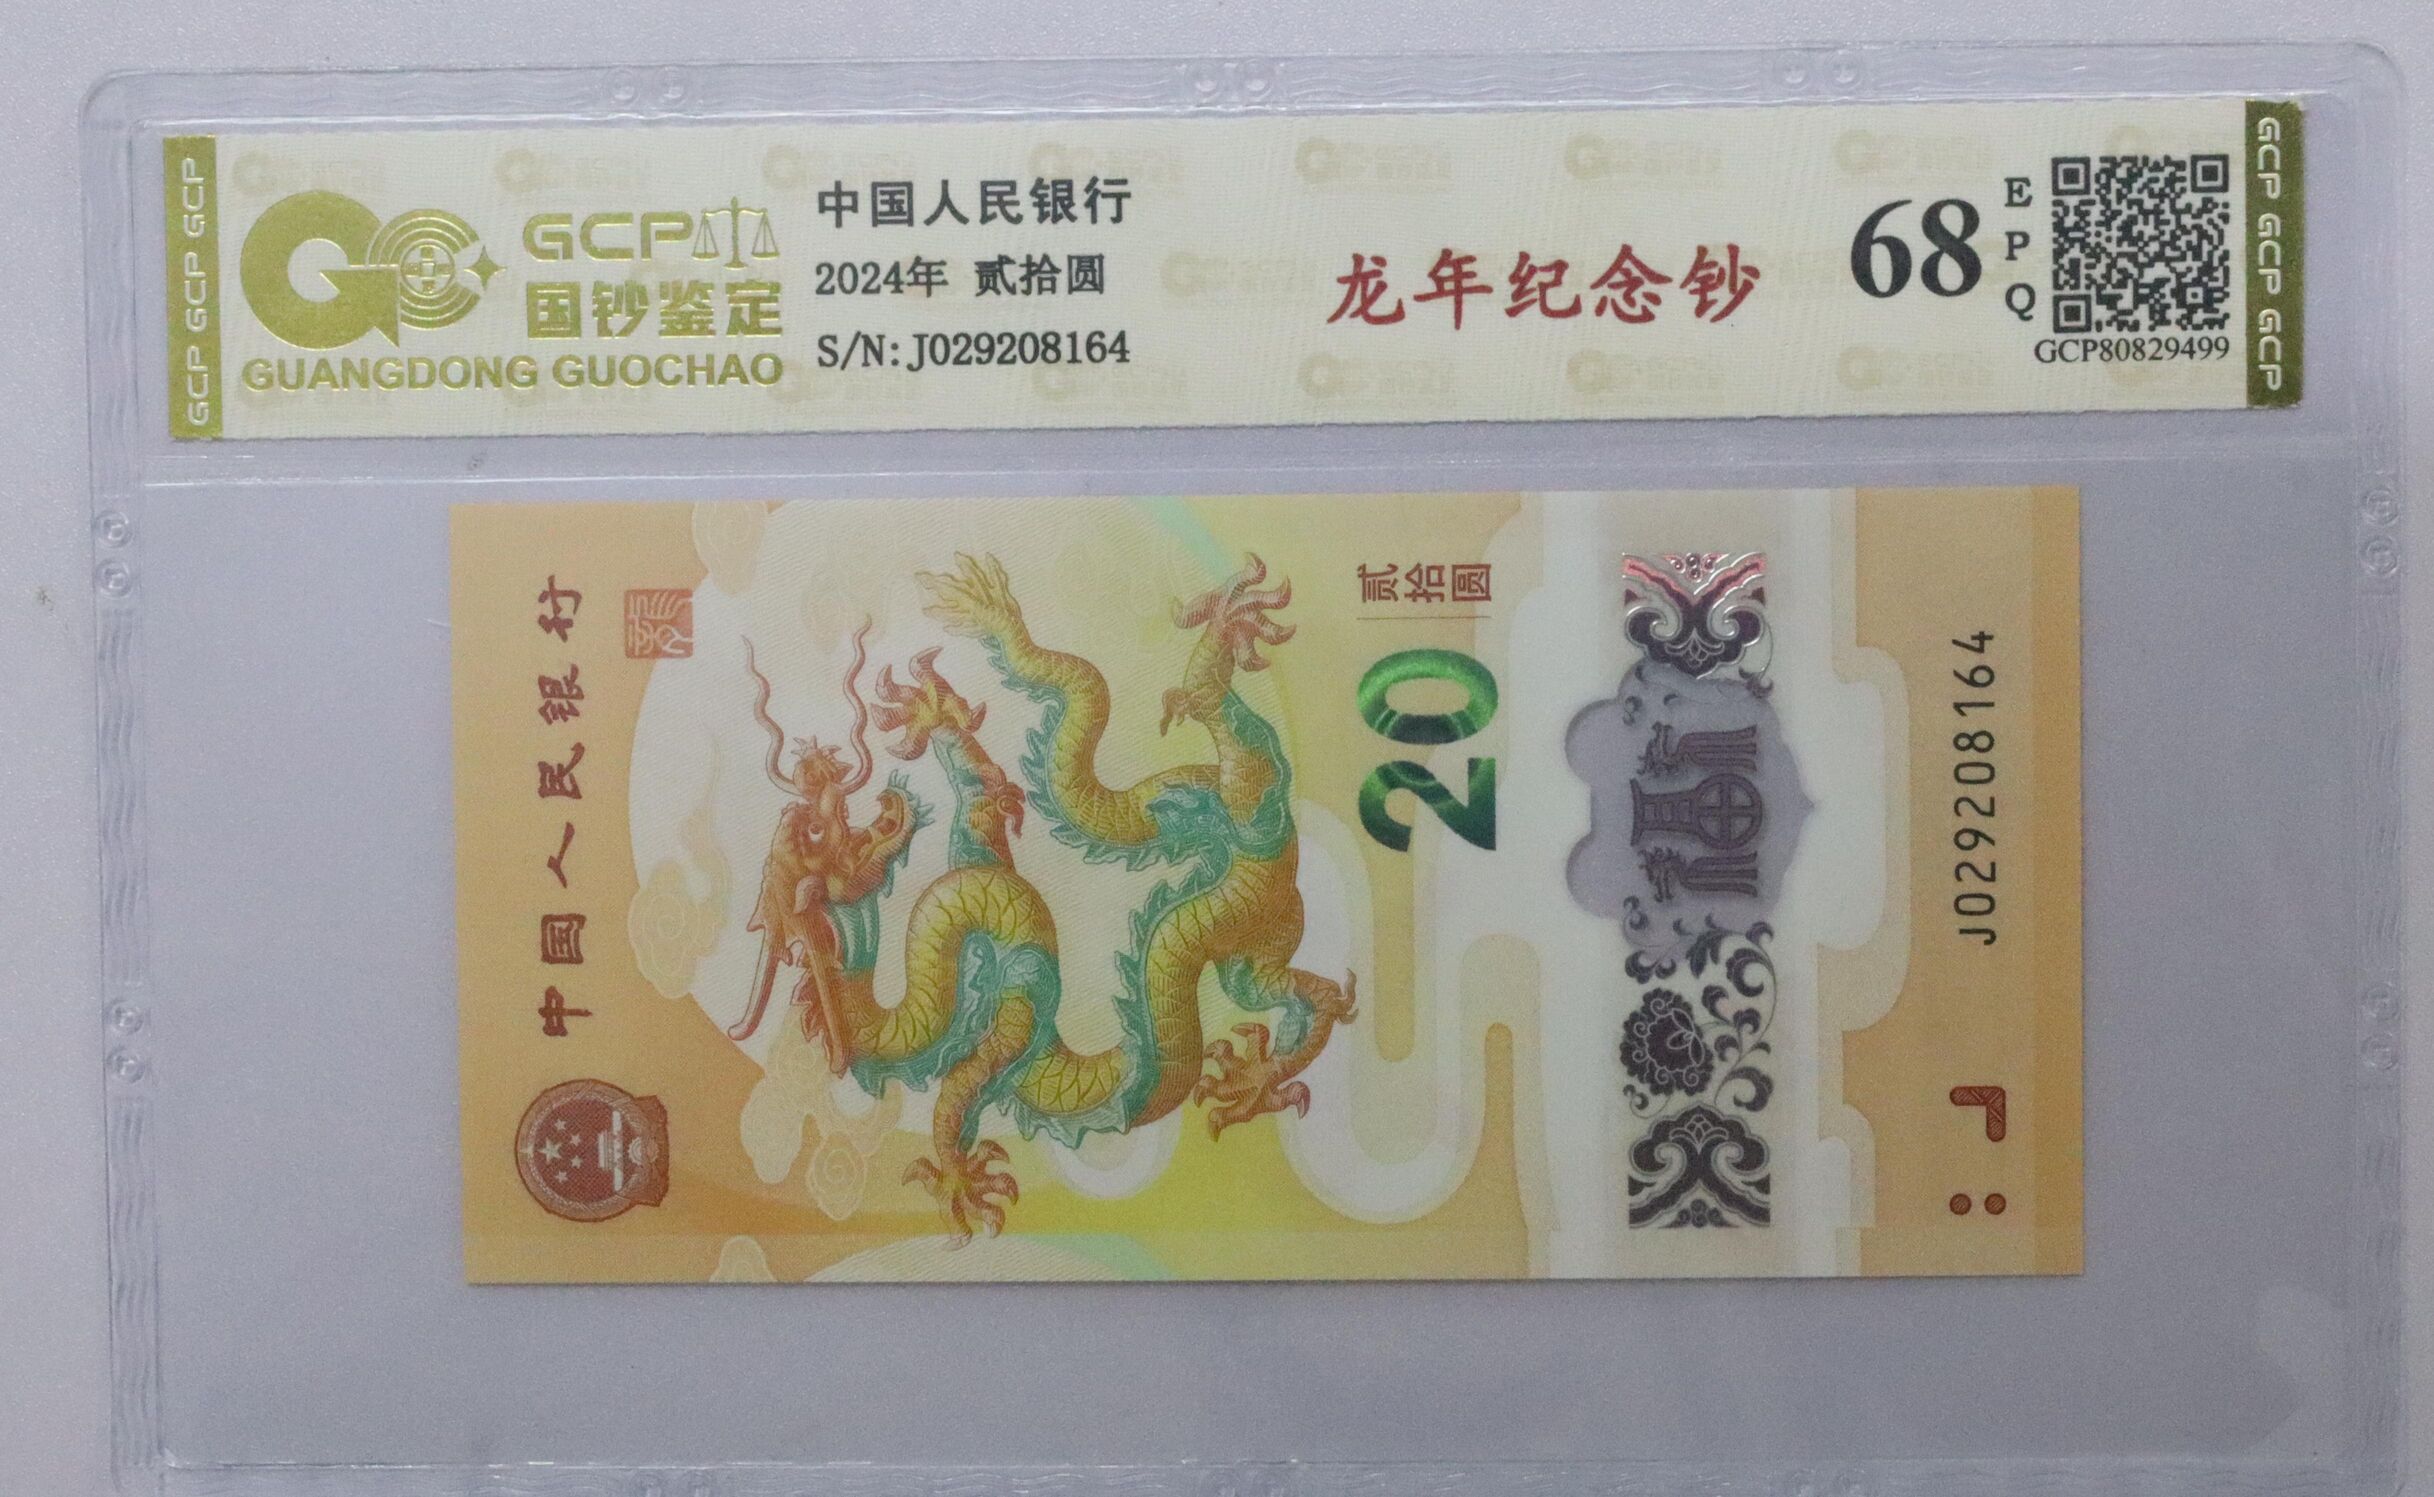 GCP GCP GCP
GCP
国钞鉴定
GUANGDONG GUOCHAO
中国人民银行
2024年 贰拾圆
S/N:J029208164
龙年纪念钞
68
EPQ
GCP80829499
GCP GCP GCP
中国人民银行
贰拾圆
20
福
J029208164